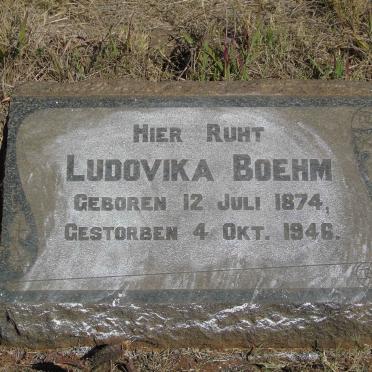 Hier Ruht
Ludovika Boehm
Geboren 12 Juli 1874,
Gestorben 4 Okt. 1946.